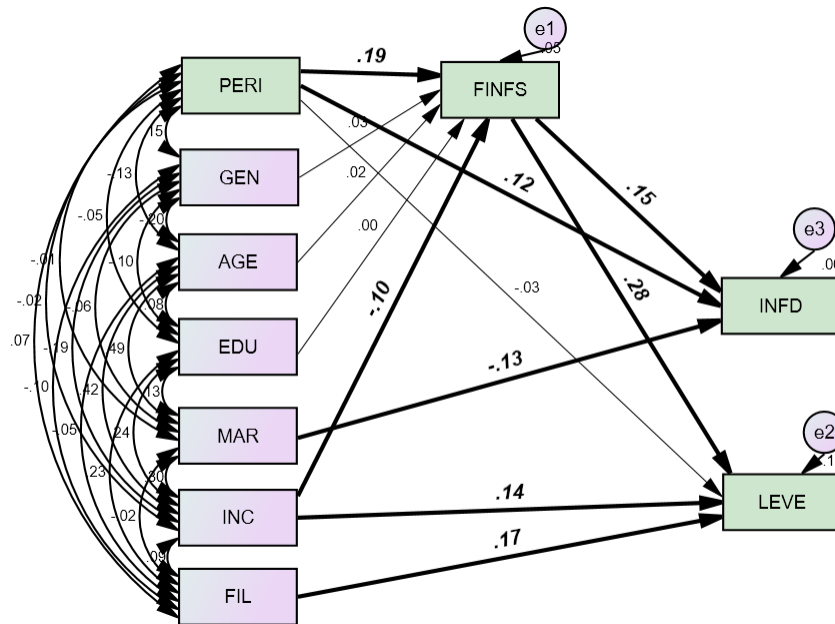 e1
.05
PERI
.19
FINFS
.15
.03
GEN
-.13
.02
.12
.15
-.05
-.20
e3
.00
-.10
AGE
-.01
-.03
.28
-.02
-.06
.08
-.10
INFD
.07
-.19
.49
EDU
-.13
-.10
.42
.13
e2
-.05
.24
MAR
.23
.30
.14
LEVE
-.02
INC
.17
.09
FIL